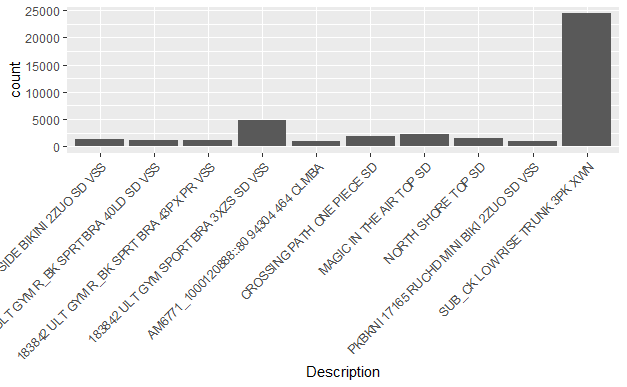 25000
20000
15000
10000
5000
0
count
SIDE BIKINI 2ZUO SD VSS
ULT GYM R_BK SPRT BRA 40LD SD VSS
183842 ULT GYM R_BK SPRT BRA 43PX PR VSS
183842 ULT GYM SPORT BRA 3XZS SD VSS
AM6771_1000120888::80 94304 464 CLMBA
CROSSING PATH ONE PIECE SD
MAGIC IN THE AIR TOP SD
NORTH SHORE TOP SD
PKBKNI 17165 RUCHD MINI BIKI 2ZUO SD VSS
SUB_CK LOW RISE TRUNK 3PK XWN
Description